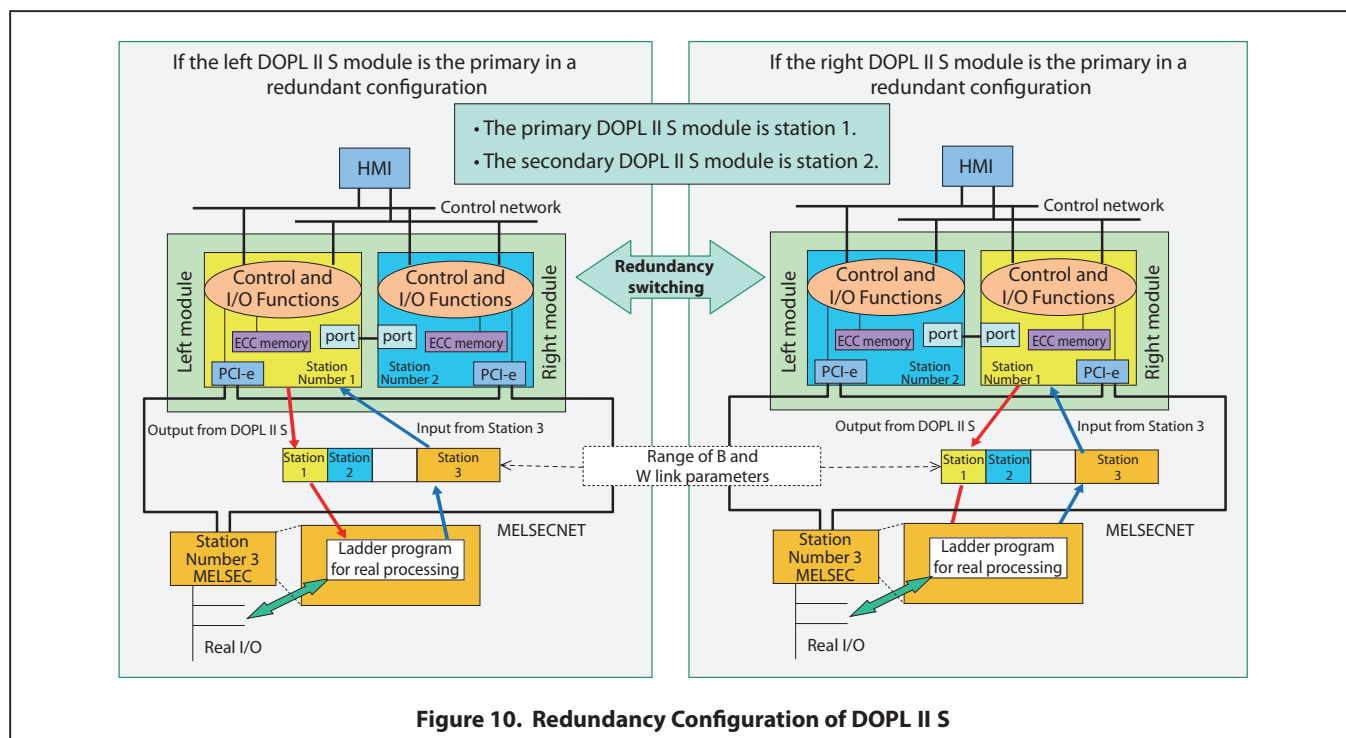 If the left DOPL II S module is the primary in a
redundant configuration
If the right DOPL II S module is the primary in a
redundant configuration
• The primary DOPL II S module is station 1.
• The secondary DOPL II S module is station 2.
HMI
Control network
Left module
Control and
I/O Functions
Control and
I/O Functions
ECC memory
port
port
ECC memory
PCI-e
Station
Number 1
Station
Number 2
PCI-e
Right module
Output from DOPL II S
Input from Station 3
Station
1
Station
2
Station
3
MELSECNET
Station
Number 3
MELSEC
Ladder program
for real processing
Real I/O
Redundancy
switching
Range of B and
W link parameters
HMI
Control network
Left module
Control and
I/O Functions
Control and
I/O Functions
ECC memory
port
port
ECC memory
PCI-e
Station
Number 2
Station
Number 1
PCI-e
Right module
Output from DOPL II S
Input from Station 3
Station
1
Station
2
Station
3
MELSECNET
Station
Number 3
MELSEC
Ladder program
for real processing
Real I/O
Figure 10. Redundancy Configuration of DOPL II S